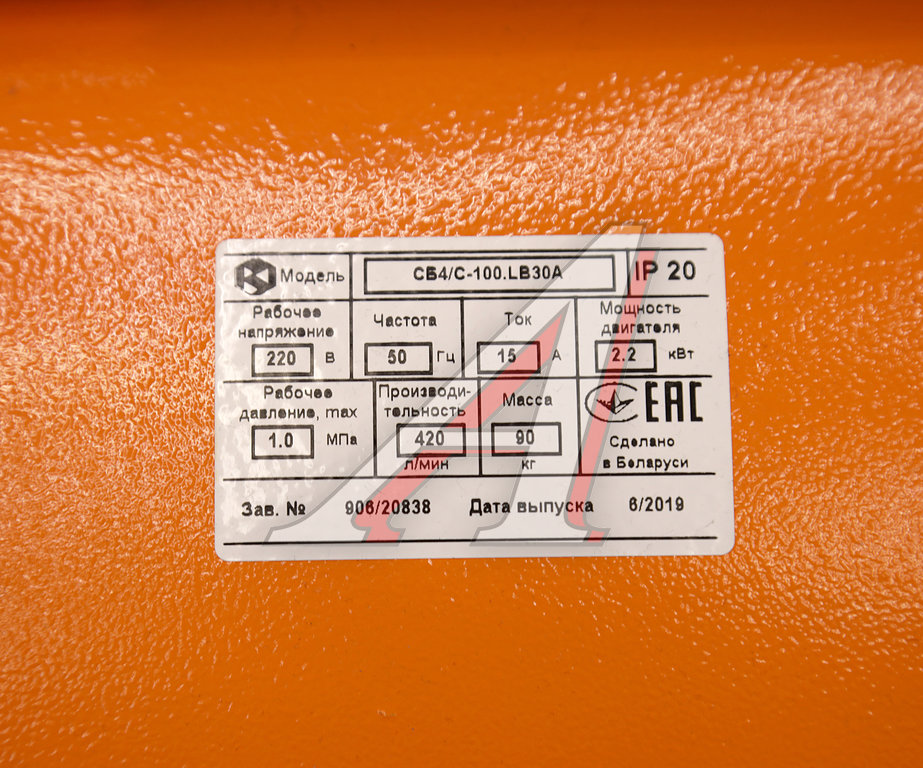 Модель СБ4/С-100.LB30A IP 20
Рабочее напряжение 220 В
Частота 50 Гц
Ток 15 А
Мощность двигателя 2.2 кВт
Рабочее давление, max 1.0 МПа
Производи-
тельность 420 л/мин
Масса 90 кг
ЕАС
Сделано
в Беларуси
Зав. № 906/20838 Дата выпуска 6/2019